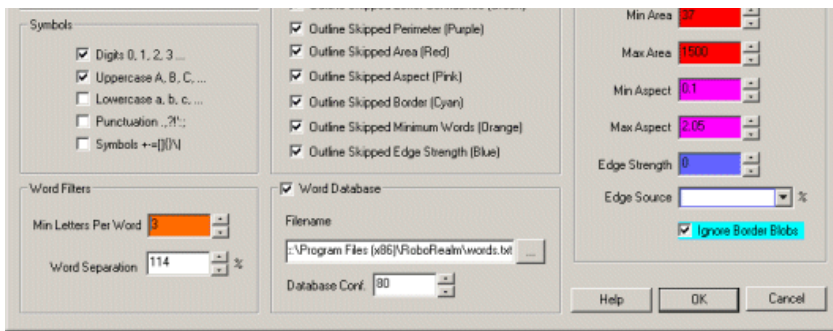 Symbols
Digits 0, 1, 2, 3 ...
Uppercase A, B, C, ...
Lowercase a, b, c, ...
Punctuation .,?!';;
Symbols +-=[]{}\|
Word Filters
Min Letters Per Word 3
Word Separation 114 %
Outline Skipped Perimeter (Purple)
Outline Skipped Area (Red)
Outline Skipped Aspect (Pink)
Outline Skipped Border (Cyan)
Outline Skipped Minimum Words (Orange)
Outline Skipped Edge Strength (Blue)
Word Database
Filename
:\Program Files (x86)\RoboRealm\words.txt ...
Database Conf. 80
Min Area 37
Max Area 1500
Min Aspect 0.1
Max Aspect 2.05
Edge Strength 0
Edge Source %
Ignore Border Blobs
Help OK Cancel